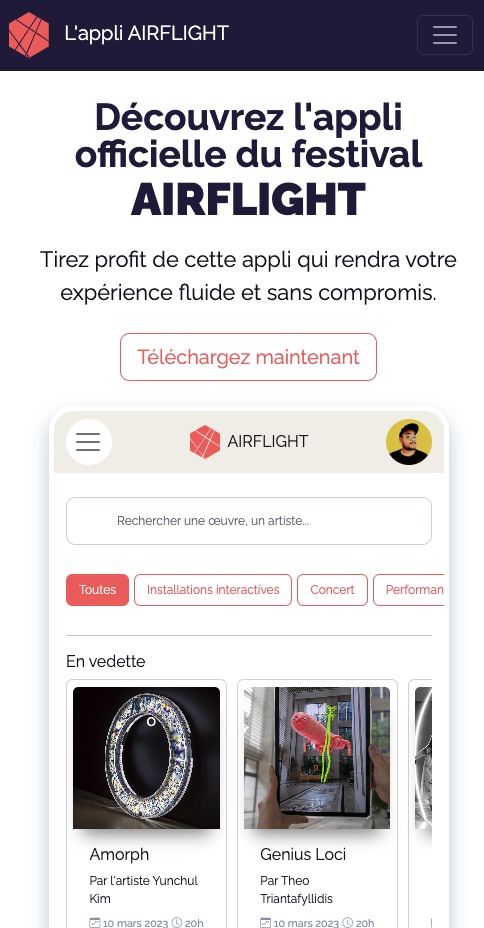 L'appli AIRFLIGHT
Découvrez l'appli
officielle du festival
AIRFLIGHT
Tirez profit de cette appli qui rendra votre
expérience fluide et sans compromis.
Téléchargez maintenant
AIRFLIGHT
Rechercher une œuvre, un artiste...
Toutes Installations interactives Concert Performan
En vedette
Amorph
Par l'artiste Yunchul
Kim
10 mars 2023 20h
Genius Loci
Par Theo
Triantafyllidis
10 mars 2023 20h